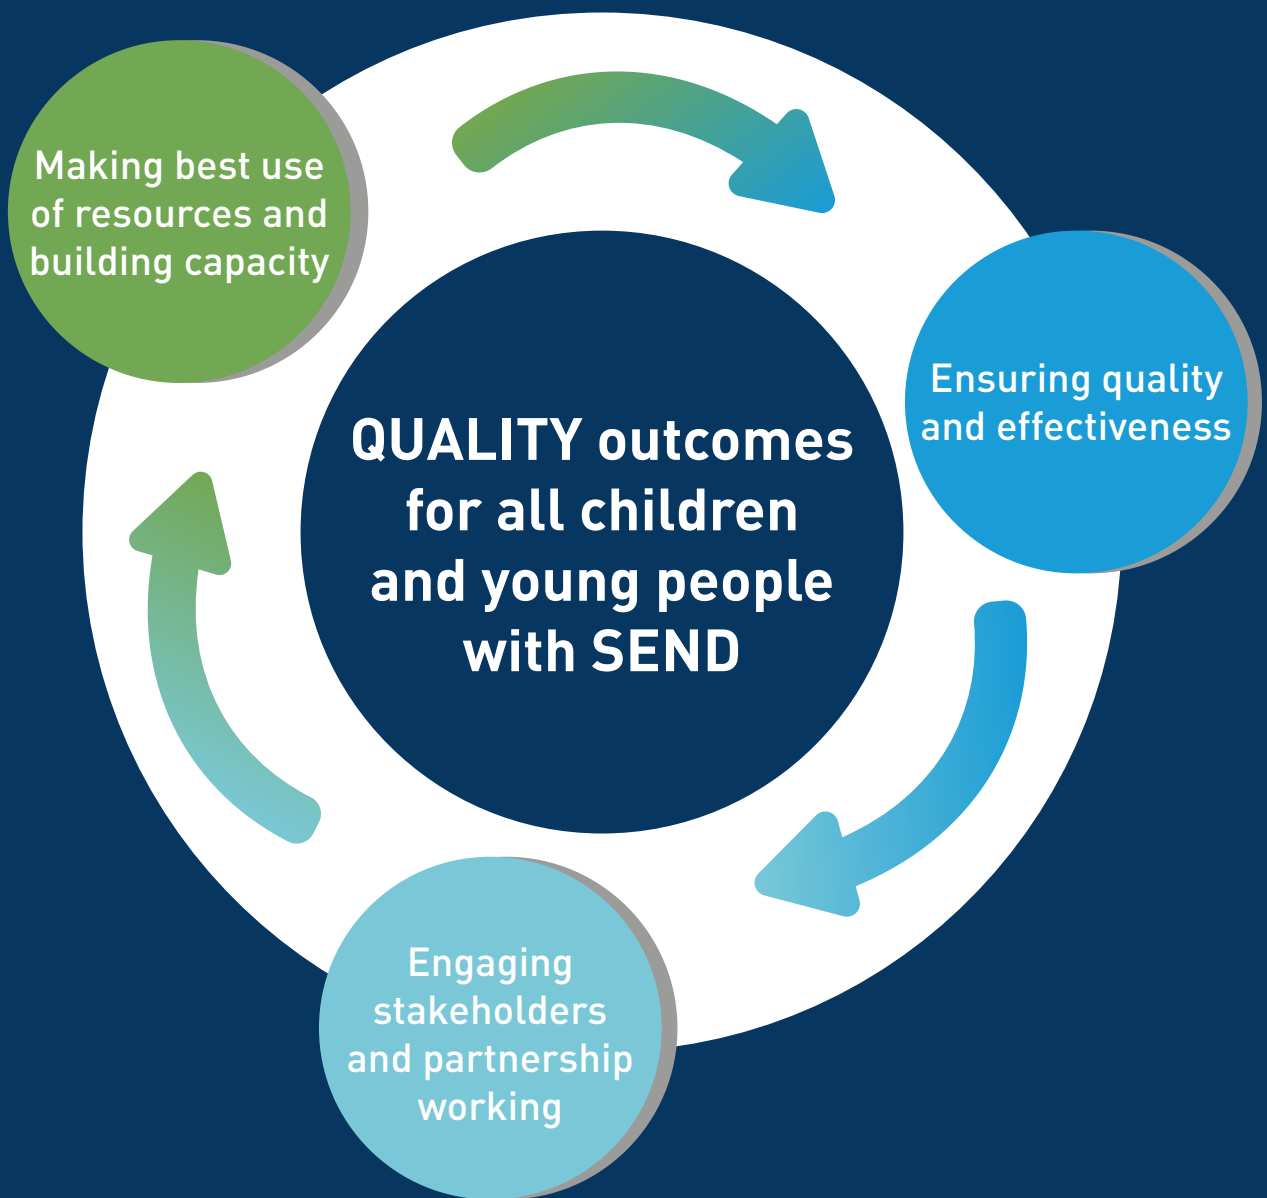 Making best use
of resources and
building capacity
Ensuring quality
and effectiveness
QUALITY outcomes
for all children
and young people
with SEND
Engaging
stakeholders
and partnership
working